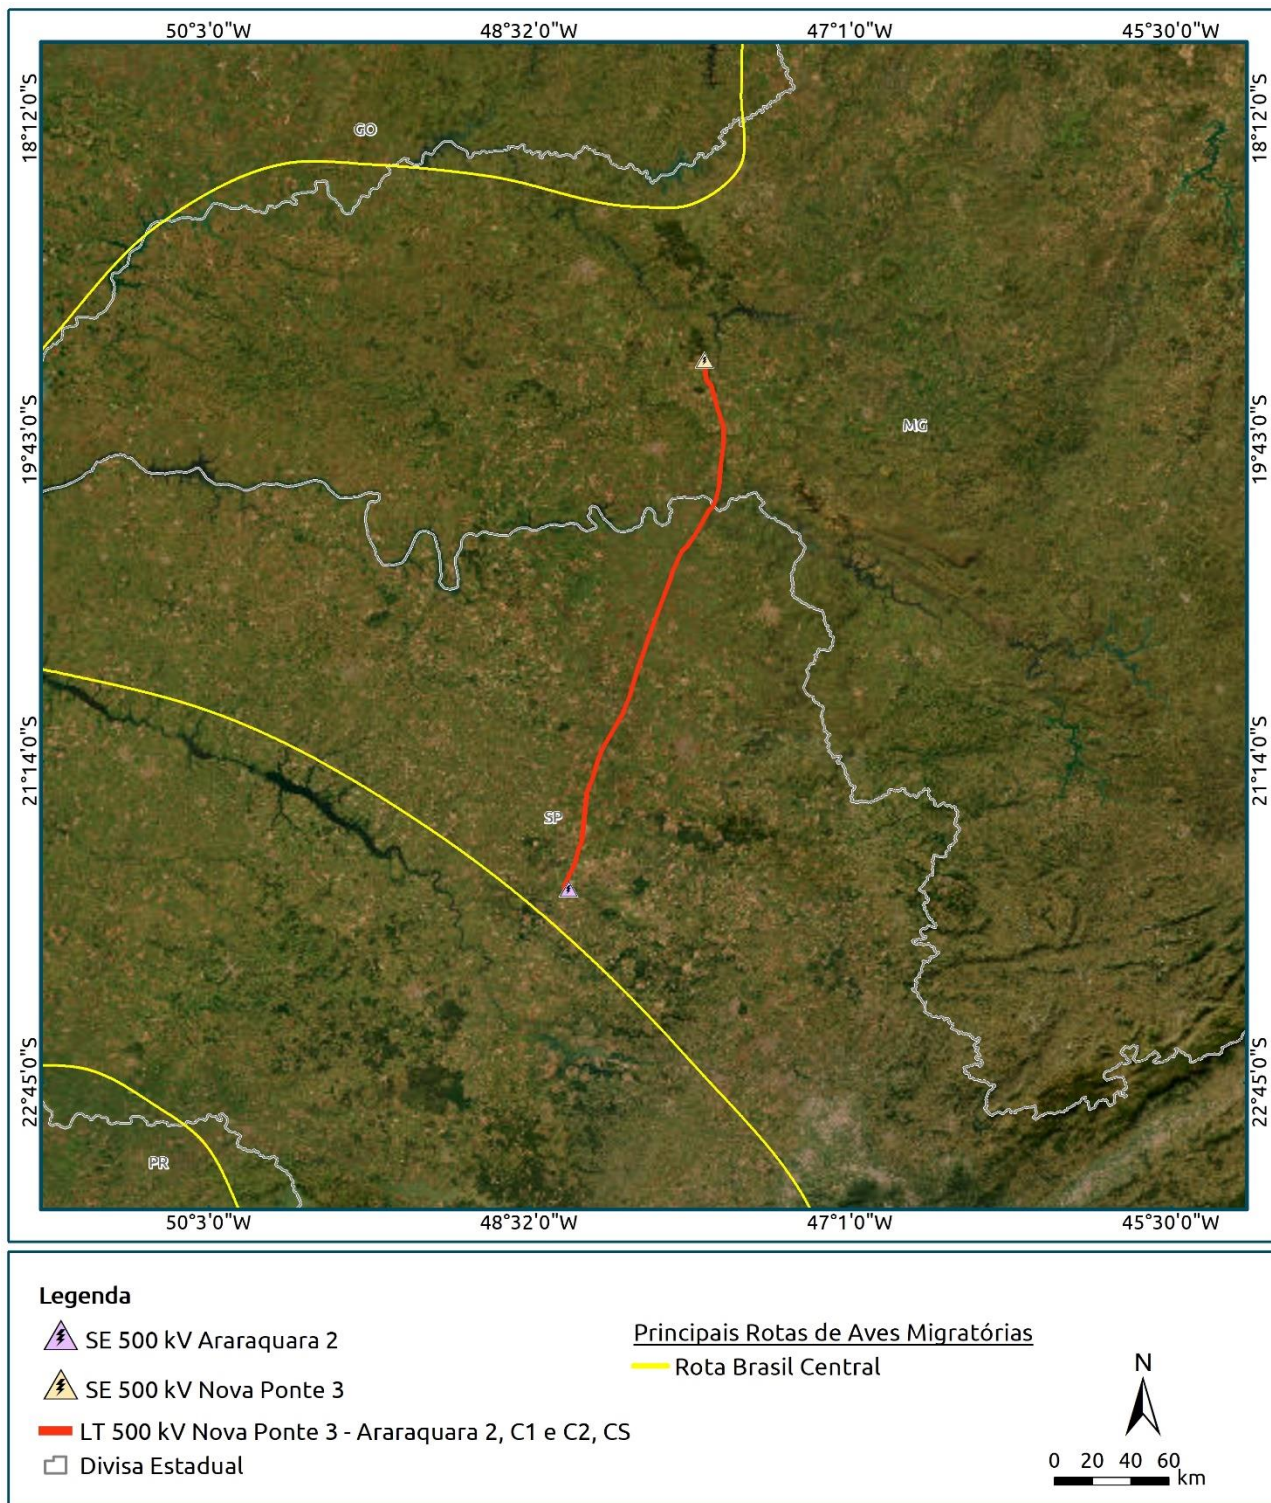 50°3'0"W 48°32'0"W 47°1'0"W 45°30'0"W
18°12'0"S 18°12'0"S
GO
19°43'0"S 19°43'0"S
MG
21°14'0"S 21°14'0"S
SP
22°45'0"S 22°45'0"S
PR
50°3'0"W 48°32'0"W 47°1'0"W 45°30'0"W
Legenda
SE 500 kV Araraquara 2
SE 500 kV Nova Ponte 3
LT 500 kV Nova Ponte 3 - Araraquara 2, C1 e C2, CS
Divisa Estadual
Principais Rotas de Aves Migratórias
Rota Brasil Central
N
0 20 40 60
km